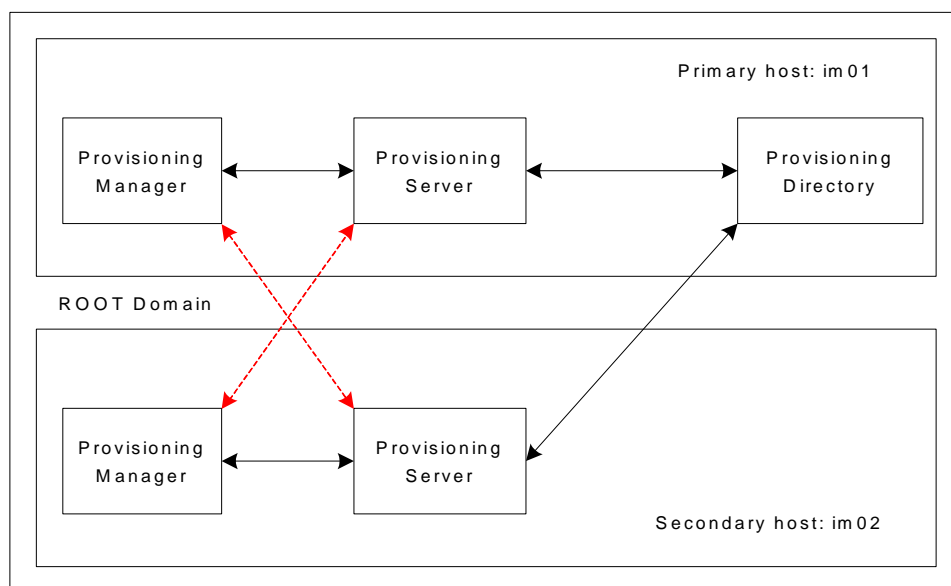 Primary host: im01
Provisioning
Manager
Provisioning
Server
Provisioning
Directory
ROOT Domain
Provisioning
Manager
Provisioning
Server
Secondary host: im02